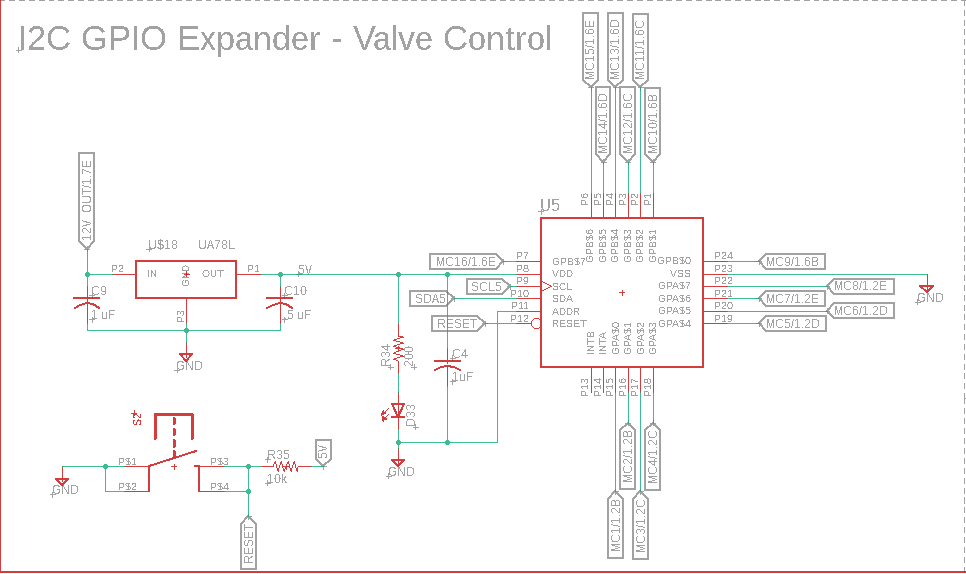 I2C GPIO Expander - Valve Control
MC15/1.6E
MC13/1.6D
MC11/1.6C
MC14/1.6D
MC12/1.6C
MC10/1.6B
12V_OUT/1.7E
U$18
UA78L
P2
IN
GND
OUT
P1
5V
P3
C9
1uF
C10
.5uF
GND
U5
P6
P5
P4
P3
P2
P1
GPB$6
GPB$5
GPB$4
GPB$3
GPB$2
GPB$1
MC16/1.6E
P7
GPB$7
P8
VDD
SCL5
P9
SCL
SDA5
P10
SDA
P11
ADDR
RESET
P12
RESET
GPB$0
P24
MC9/1.6B
VSS
P23
GND
GPA$7
P22
MC8/1.2E
GPA$6
P21
MC7/1.2E
GPA$5
P20
MC6/1.2D
GPA$4
P19
MC5/1.2D
INTB
INTA
GPA$0
GPA$1
GPA$2
GPA$3
P13
P14
P15
P16
P17
P18
MC2/1.2B
MC4/1.2C
MC1/1.2B
MC3/1.2C
R34
200
C4
1uF
D33
GND
S2
P$1
P$2
P$3
P$4
GND
R35
10k
5V
RESET